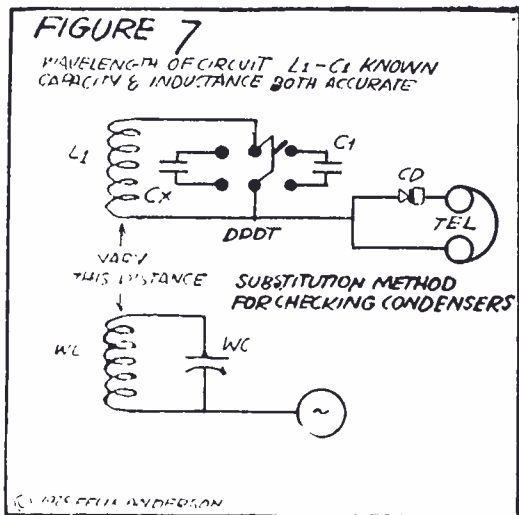 FIGURE 7
WAVELENGTH OF CIRCUIT L1-C1 KNOWN
CAPACITY & INDUCTANCE BOTH ACCURATE
L1
CX
C1
CD
TEL
DPDT
VARY
THIS DISTANCE
SUBSTITUTION METHOD
FOR CHECKING CONDENSERS
WL
WC
~
ANDERSON